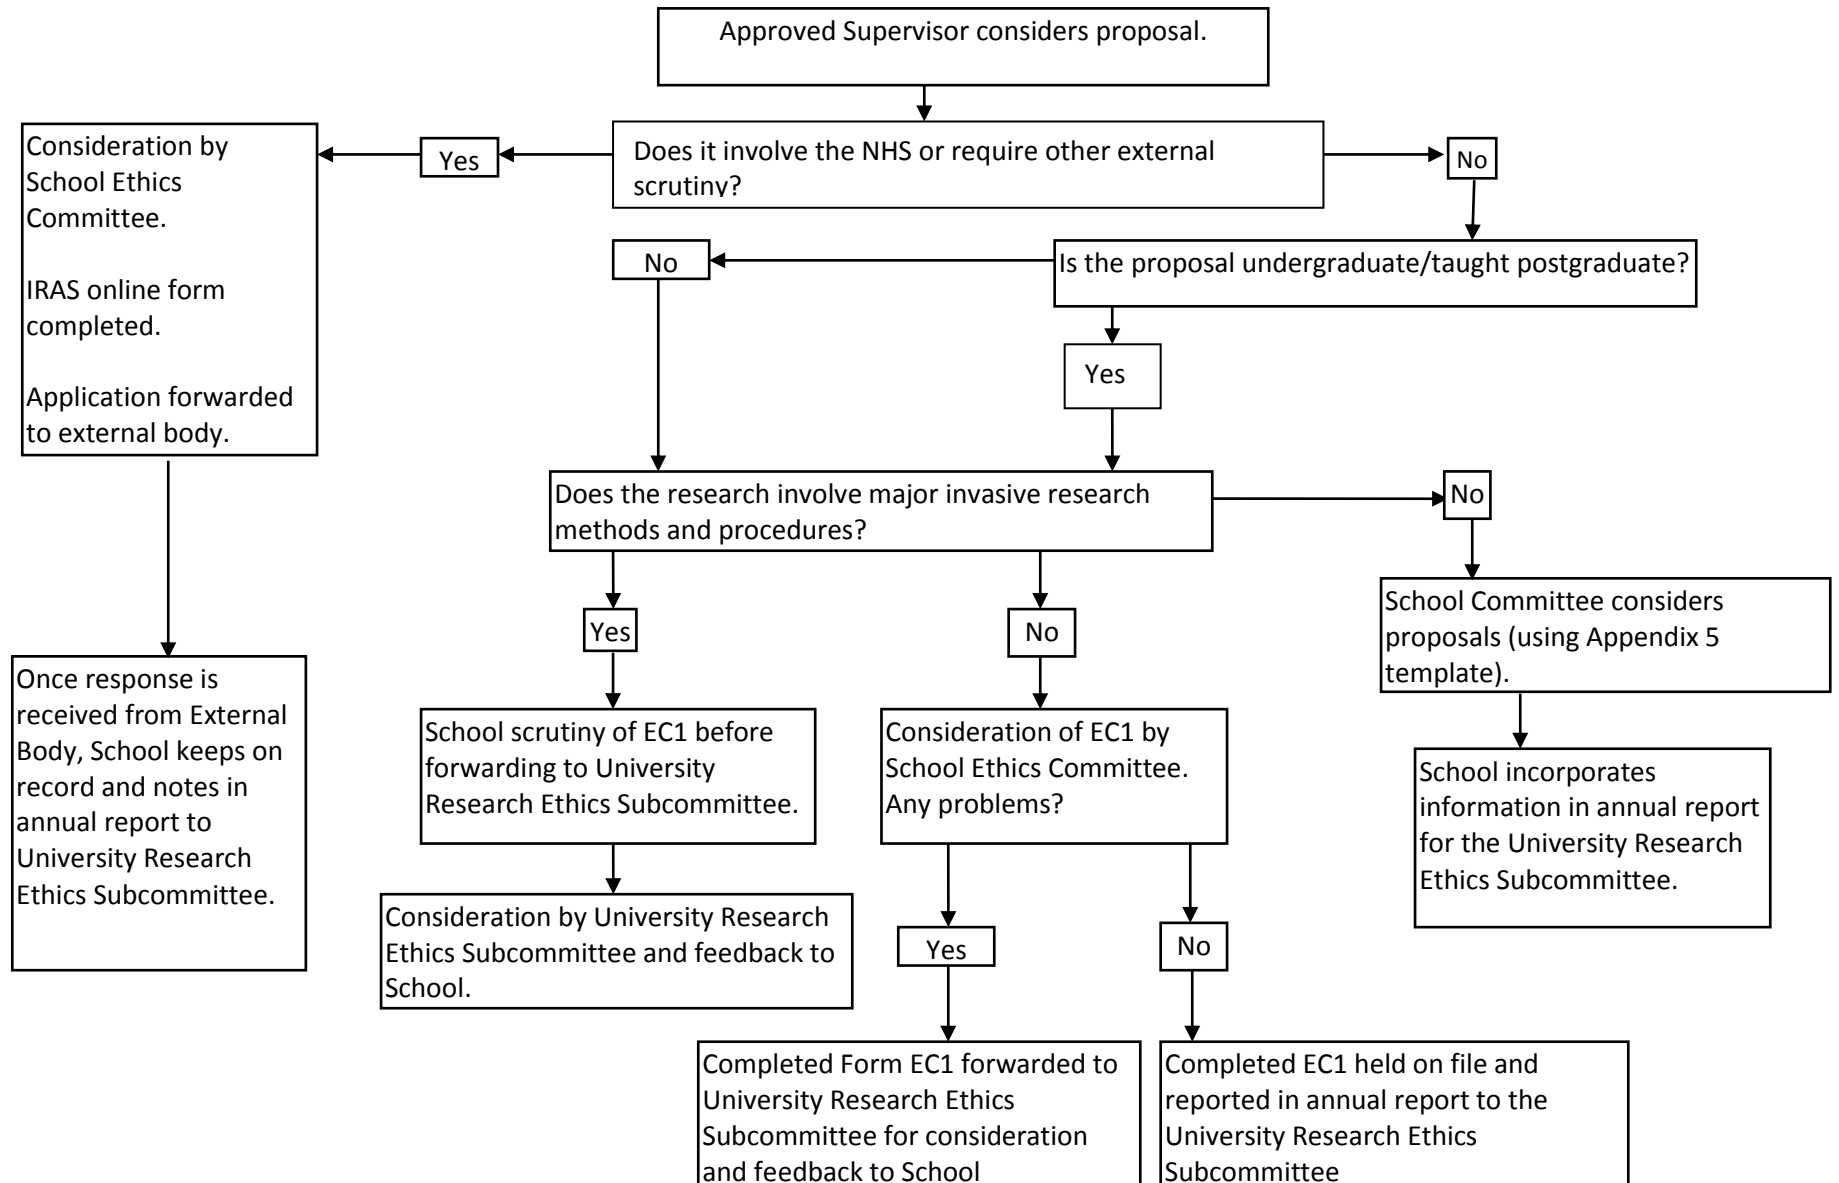 Approved Supervisor considers proposal.
Consideration by
School Ethics
Committee.
IRAS online form
completed.
Application forwarded
to external body.
Yes
Does it involve the NHS or require other external
scrutiny?
No
No
Is the proposal undergraduate/taught postgraduate?
Yes
Does the research involve major invasive research
methods and procedures?
No
Yes
No
School Committee considers
proposals (using Appendix 5
template).
Once response is
received from External
Body, School keeps on
record and notes in
annual report to
University Research
Ethics Subcommittee.
School scrutiny of EC1 before
forwarding to University
Research Ethics Subcommittee.
Consideration of EC1 by
School Ethics Committee.
Any problems?
School incorporates
information in annual report
for the University Research
Ethics Subcommittee.
Consideration by University Research
Ethics Subcommittee and feedback to
School.
Yes
No
Completed Form EC1 forwarded to
University Research Ethics
Subcommittee for consideration
and feedback to School
Completed EC1 held on file and
reported in annual report to the
University Research Ethics
Subcommittee